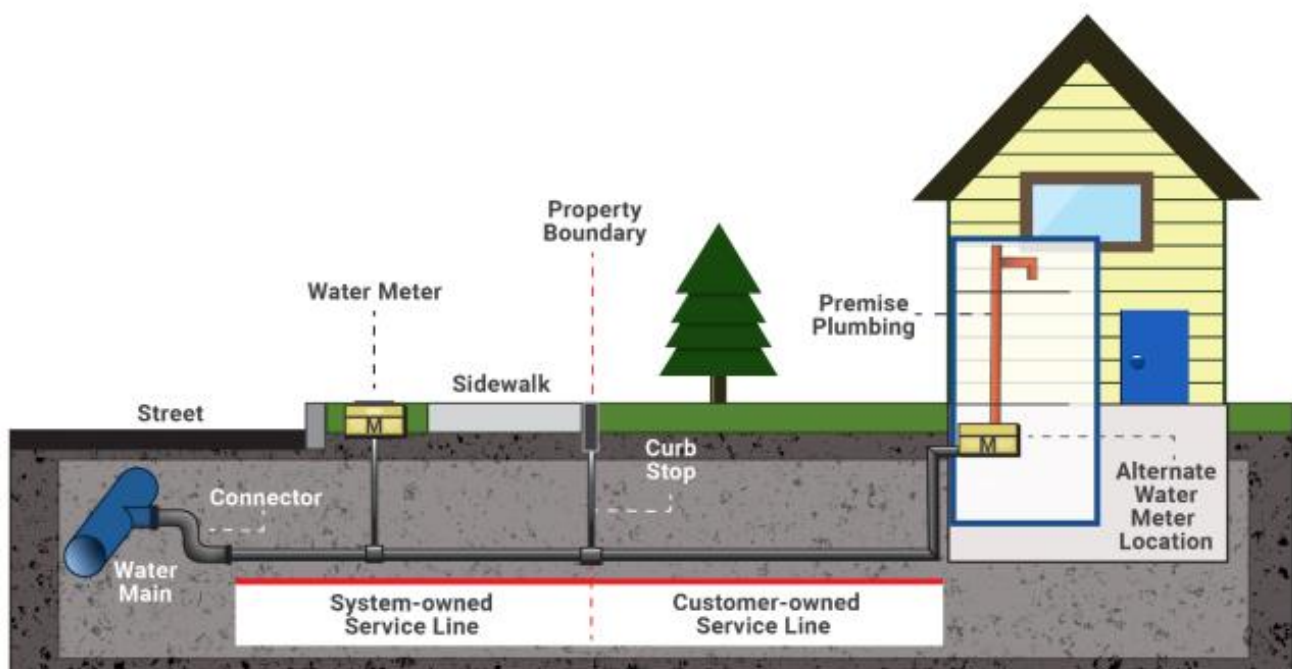 Property
Boundary
Water Meter
Premise
Plumbing
Sidewalk
Street
M
Curb
Stop
M
Connector
Alternate
Water
Meter
Location
Water
Main
System-owned
Service Line
Customer-owned
Service Line